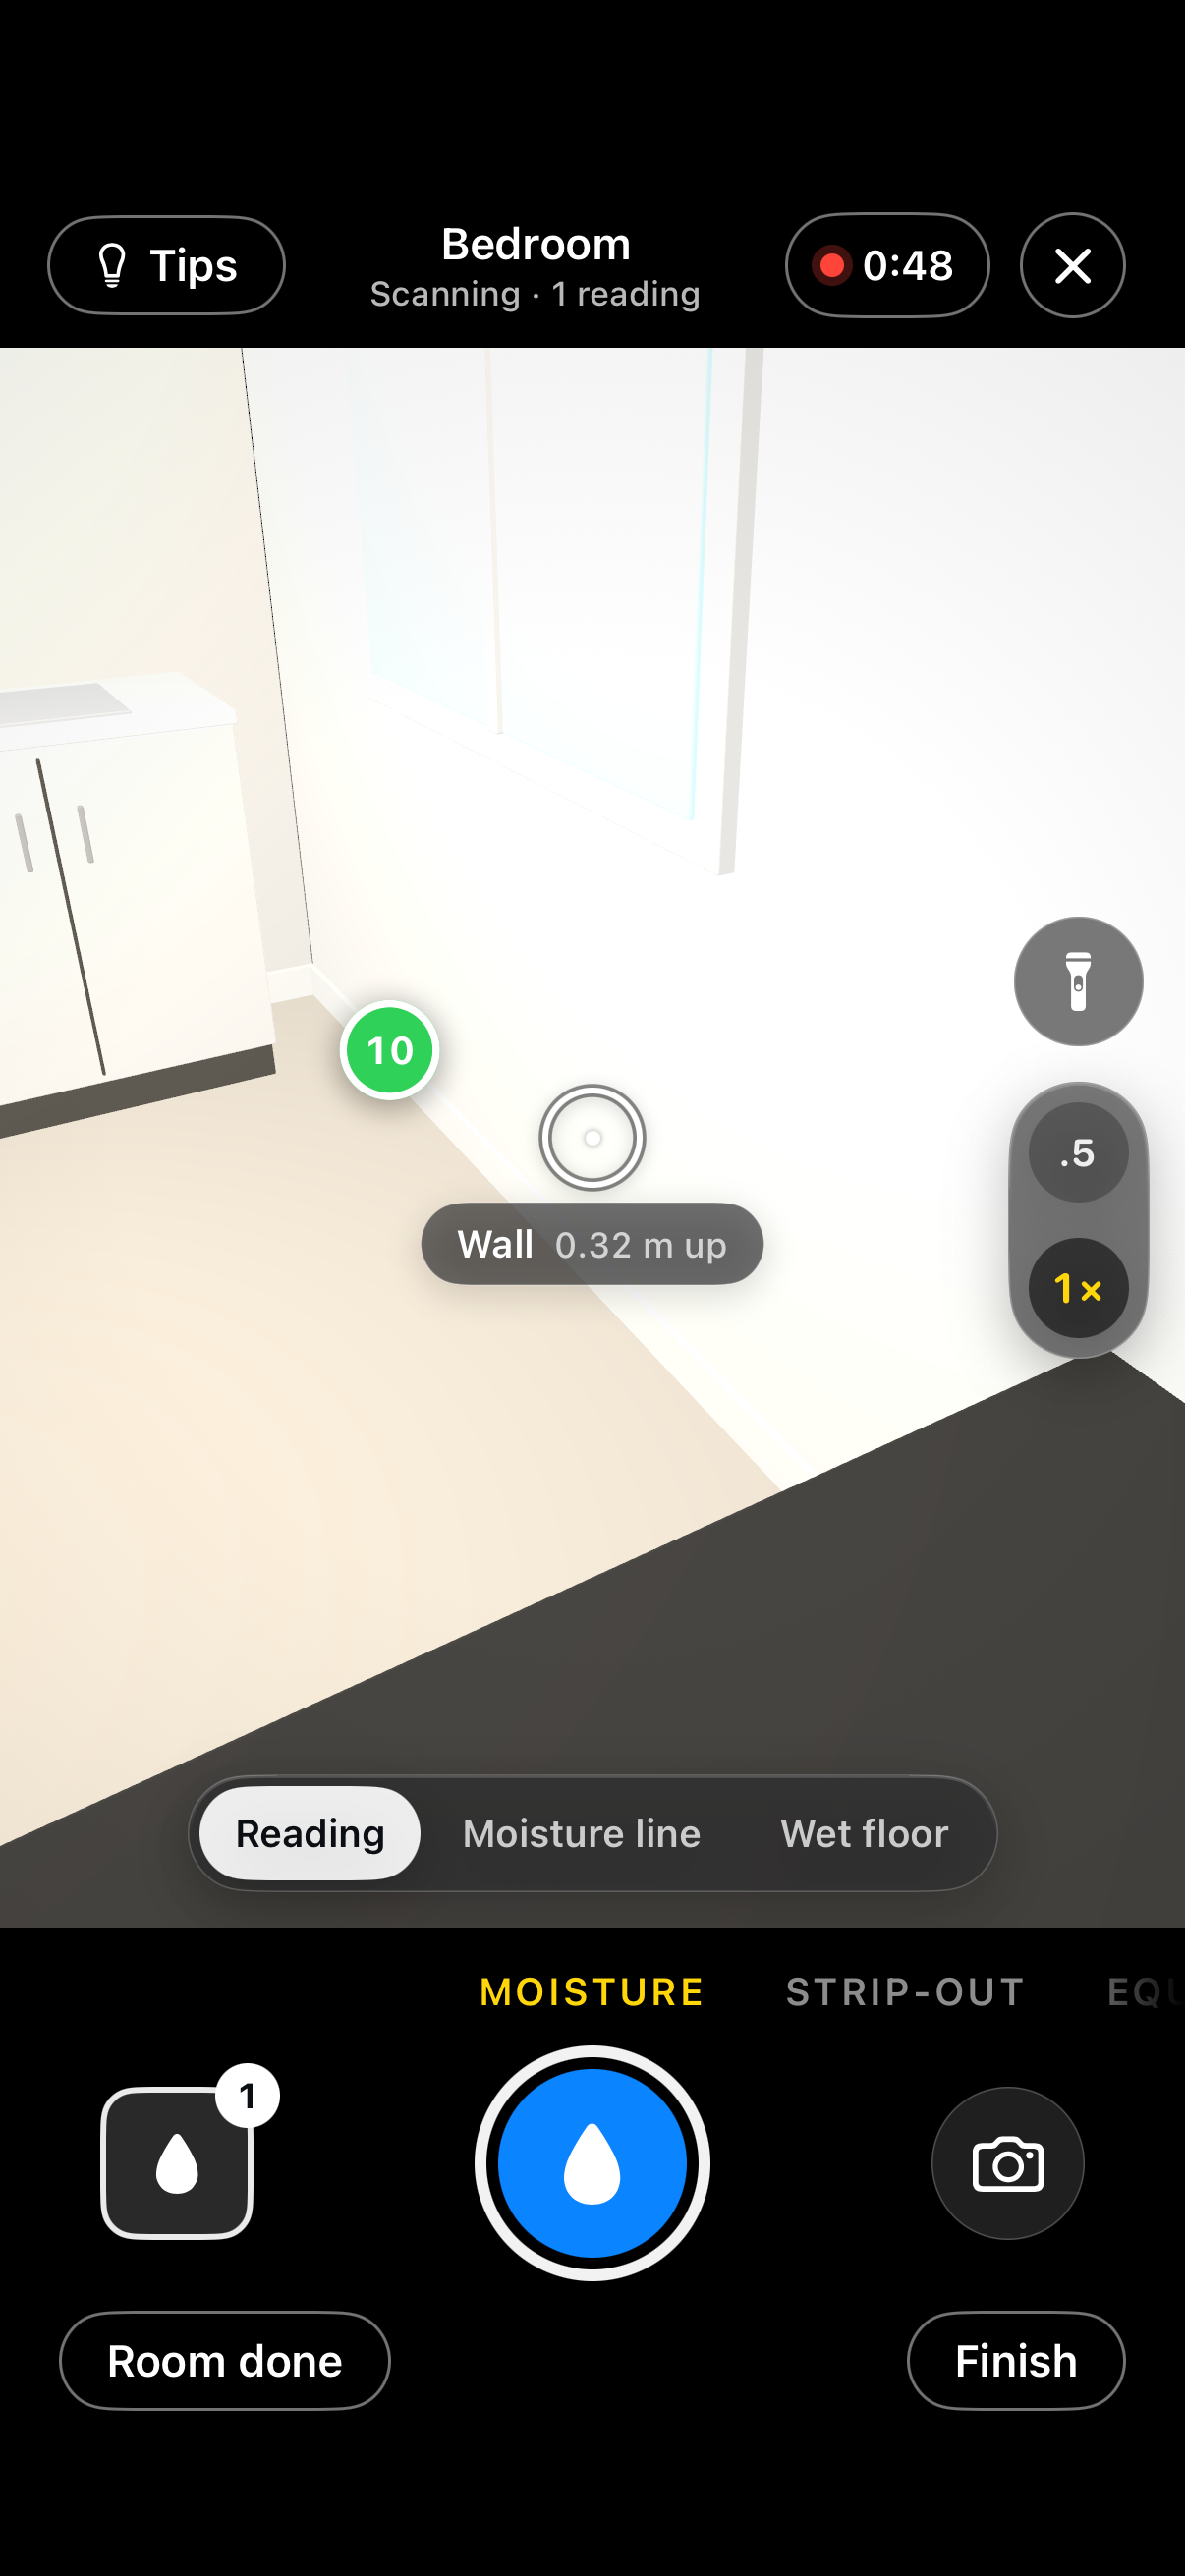 Tips
Bedroom
Scanning · 1 reading
0:48
10
Wall 0.32 m up
.5
1×
Reading Moisture line Wet floor
MOISTURE STRIP-OUT
1
Room done
Finish